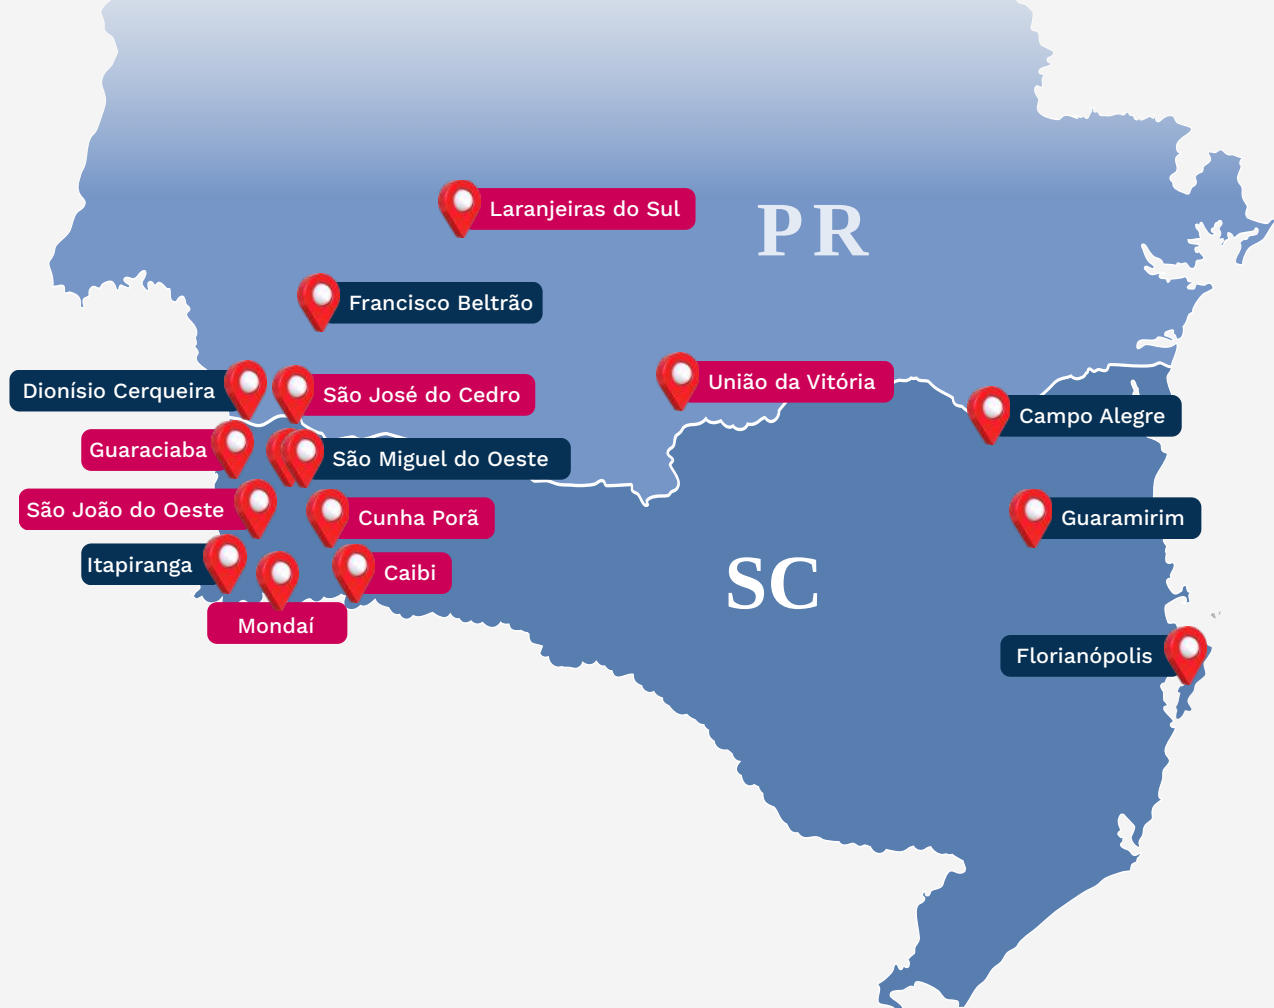 Laranjeiras do Sul
PR
Francisco Beltrão
Dionísio Cerqueira
São José do Cedro
União da Vitória
Campo Alegre
Guaraciaba
São Miguel do Oeste
São João do Oeste
Cunha Porã
Guaramirim
Itapiranga
Caibi
SC
Mondaí
Florianópolis